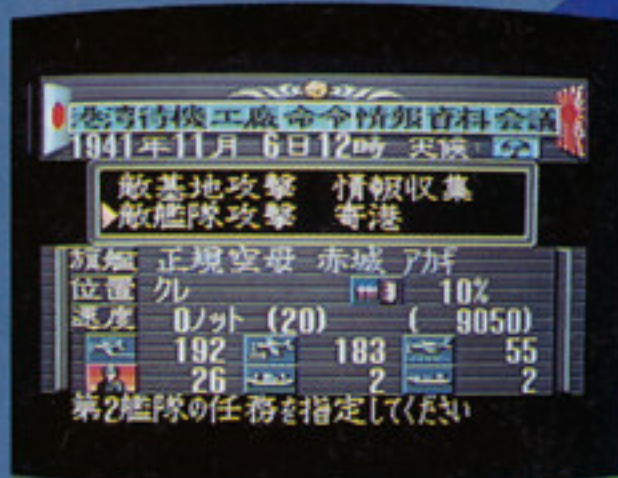 港湾待機工廠命令情報資料会議
1941年11月 6日12時 天候
敵基地攻撃 情報収集
敵艦隊攻撃 寄港
旗艦 正規空母 赤城 アカギ
位置 クレ 10%
速度 0ノット (20) ( 9050)
192 183 55
26 2 2
第2艦隊の任務を指定してください